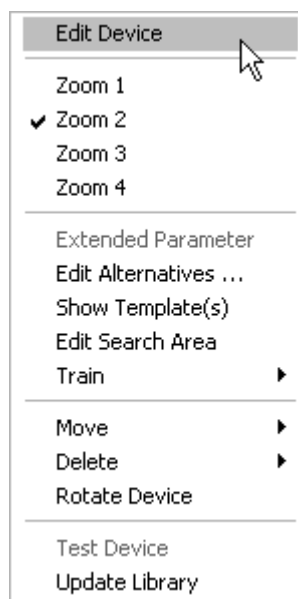 Edit Device
Zoom 1
Zoom 2
Zoom 3
Zoom 4
Extended Parameter
Edit Alternatives ...
Show Template(s)
Edit Search Area
Train
Move
Delete
Rotate Device
Test Device
Update Library